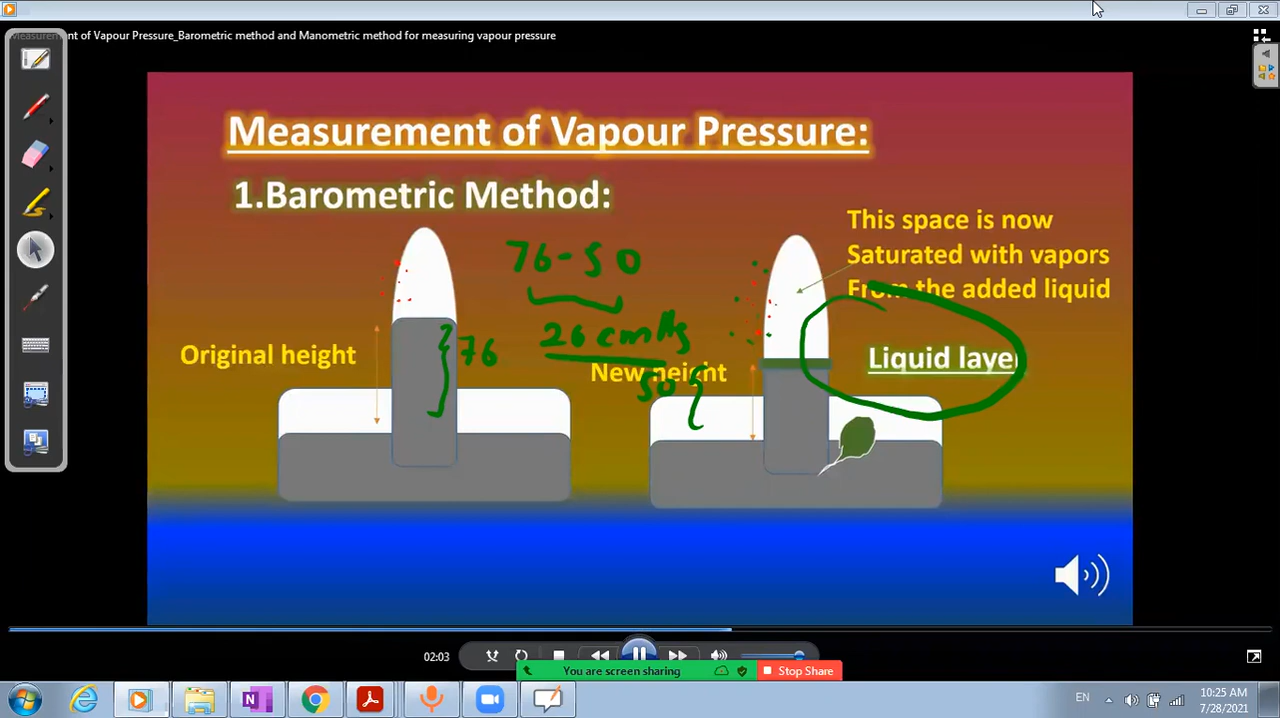 Measurement of Vapour Pressure_Barometric method and Manometric method for measuring vapour pressure
Measurement of Vapour Pressure:
1.Barometric Method:
This space is now
Saturated with vapors
From the added liquid
76-50
26 cmHg
Original height
76
New height
50
Liquid layer
02:03
You are screen sharing
Stop Share
EN
10:25 AM
7/28/2021